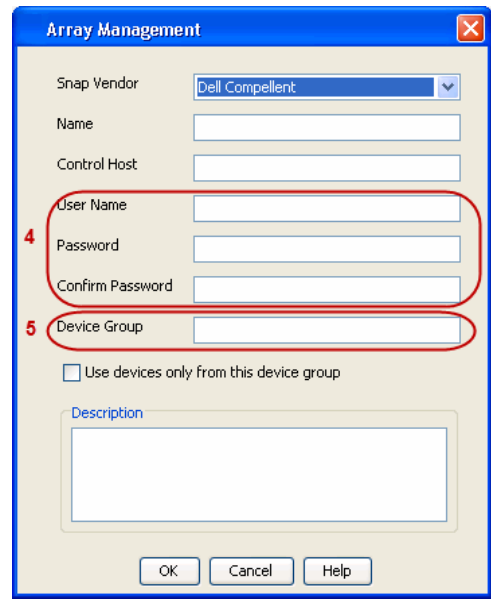 Array Management
Snap Vendor Dell Compellent
Name
Control Host
4 User Name
Password
Confirm Password
5 Device Group
Use devices only from this device group
Description
OK Cancel Help